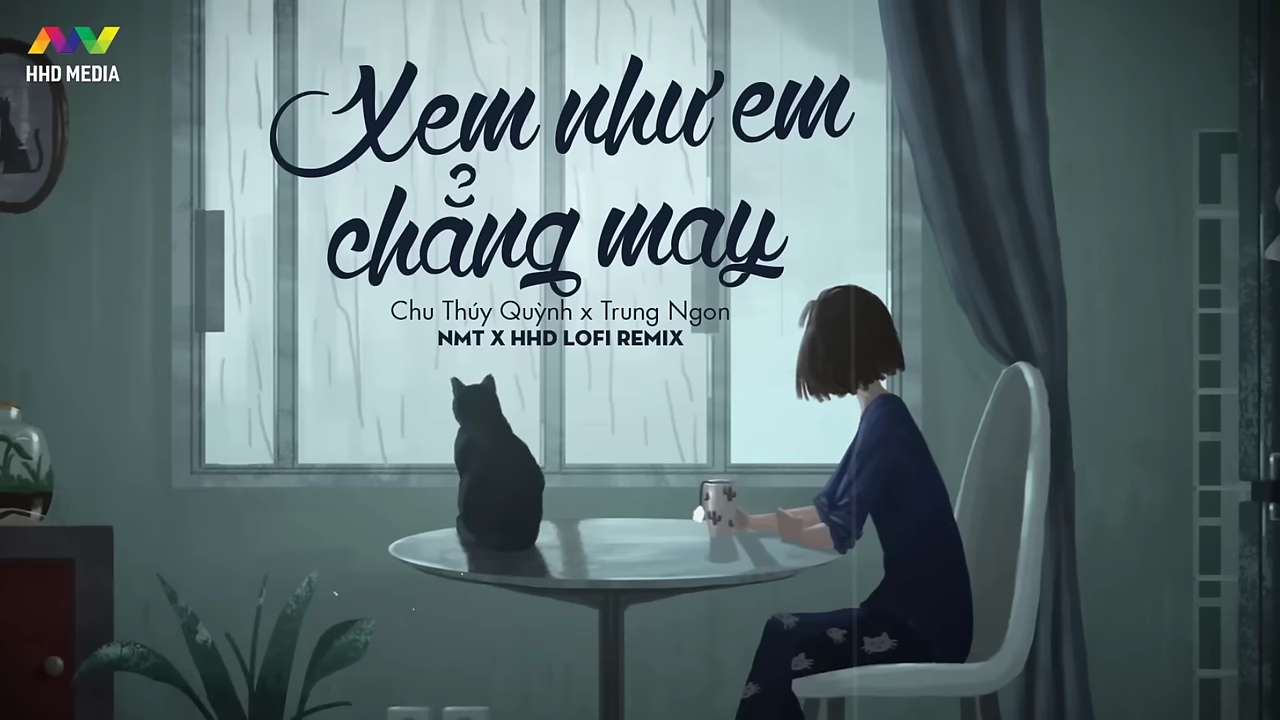 HHD MEDIA
Xem như em
chẳng may
Chu Thúy Quỳnh x Trung Ngon
NMT X HHD LOFI REMIX